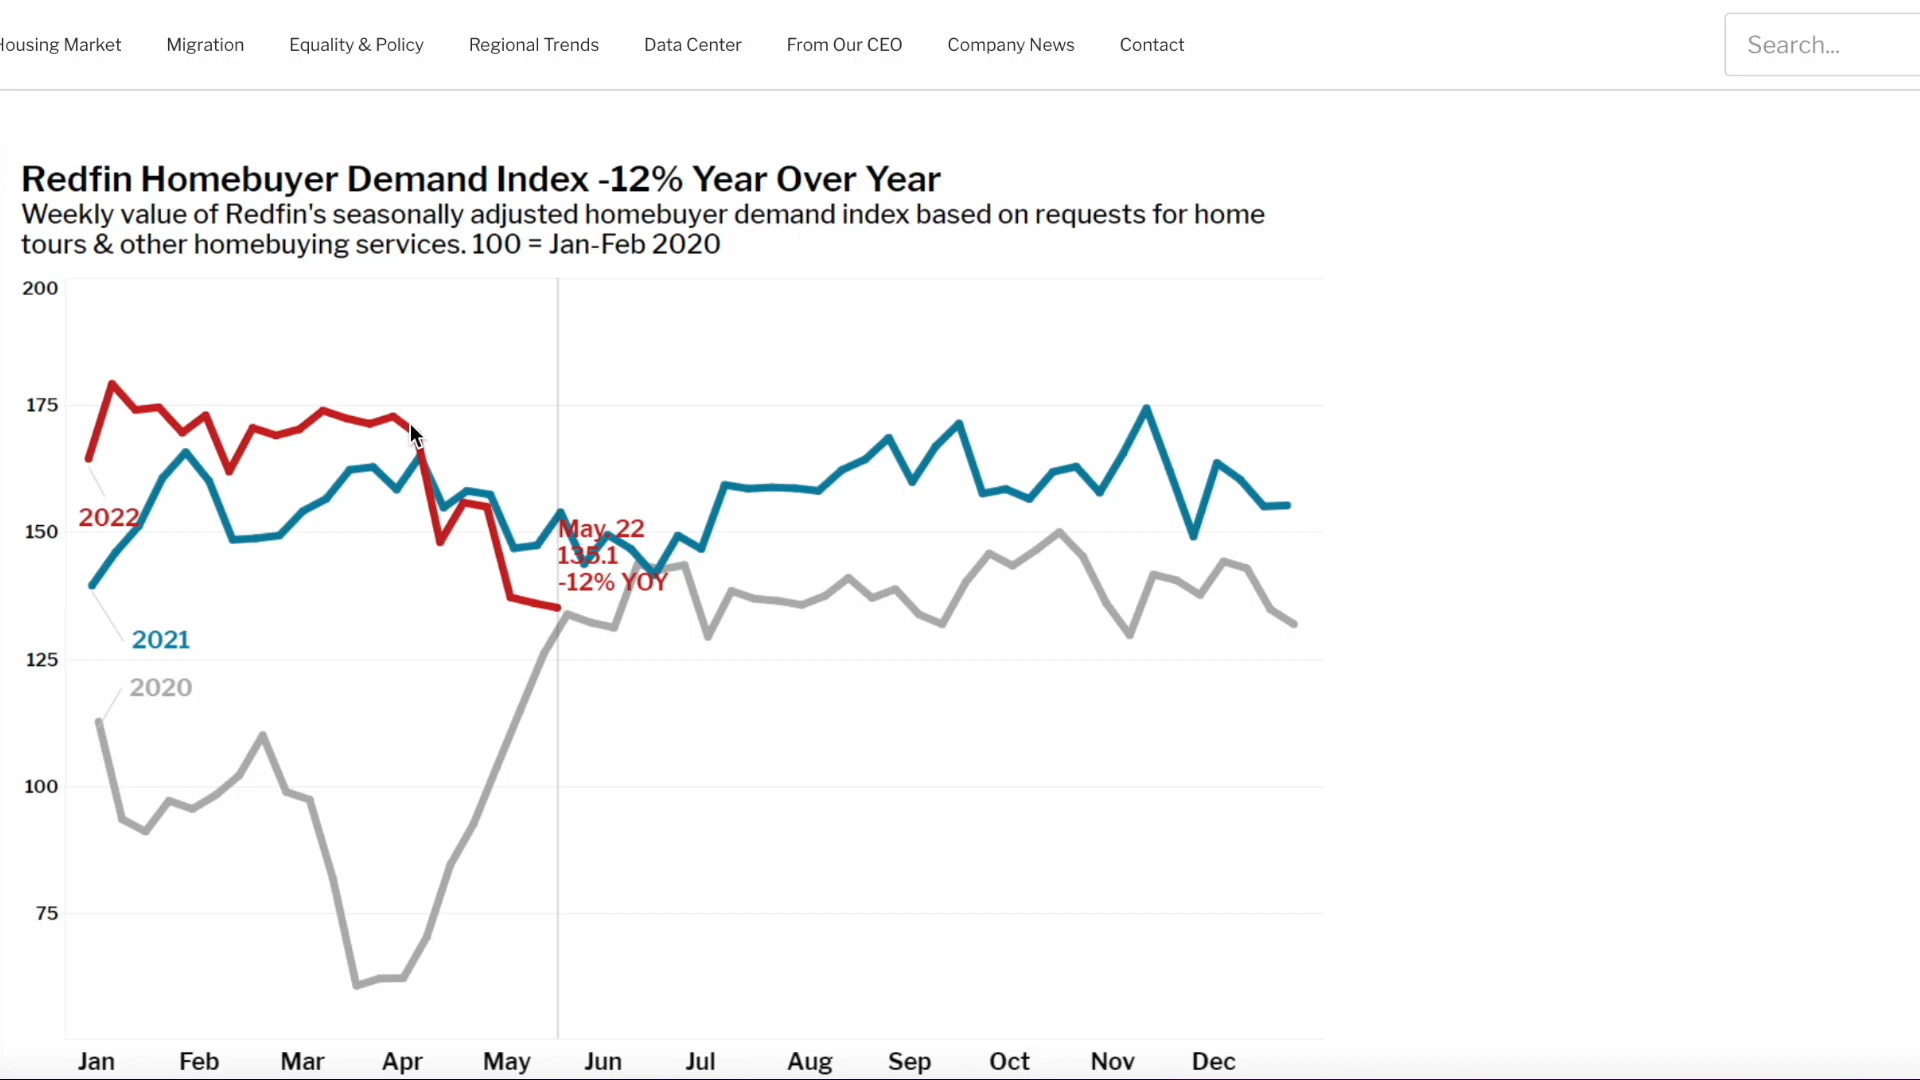 Housing Market Migration Equality & Policy Regional Trends Data Center From Our CEO Company News Contact Search...
Redfin Homebuyer Demand Index -12% Year Over Year
Weekly value of Redfin's seasonally adjusted homebuyer demand index based on requests for home
tours & other homebuying services. 100 = Jan-Feb 2020
200
175
150
125
100
75
2022
2021
2020
May, 22
135.1
-12% YOY
Jan Feb Mar Apr May Jun Jul Aug Sep Oct Nov Dec